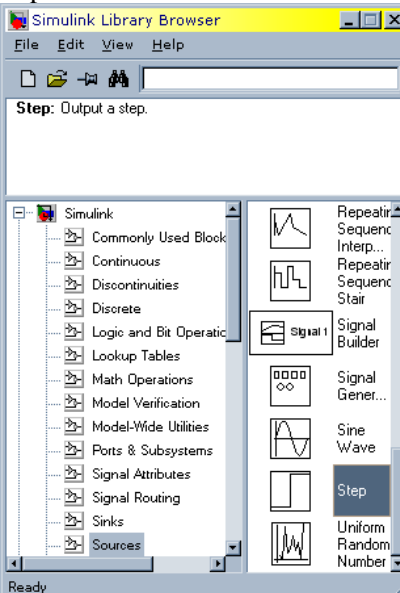 Simulink Library Browser
File Edit View Help
Step: Output a step.
Simulink
Commonly Used Block
Continuous
Discontinuities
Discrete
Logic and Bit Operatic
Lookup Tables
Math Operations
Model Verification
Model-Wide Utilities
Ports & Subsystems
Signal Attributes
Signal Routing
Sinks
Sources
Repeatin
Sequenc
Interp...
Repeatin
Sequenc
Stair
Signal 1
Signal
Builder
Signal
Gener...
Sine
Wave
Step
Uniform
Random
Number
Ready